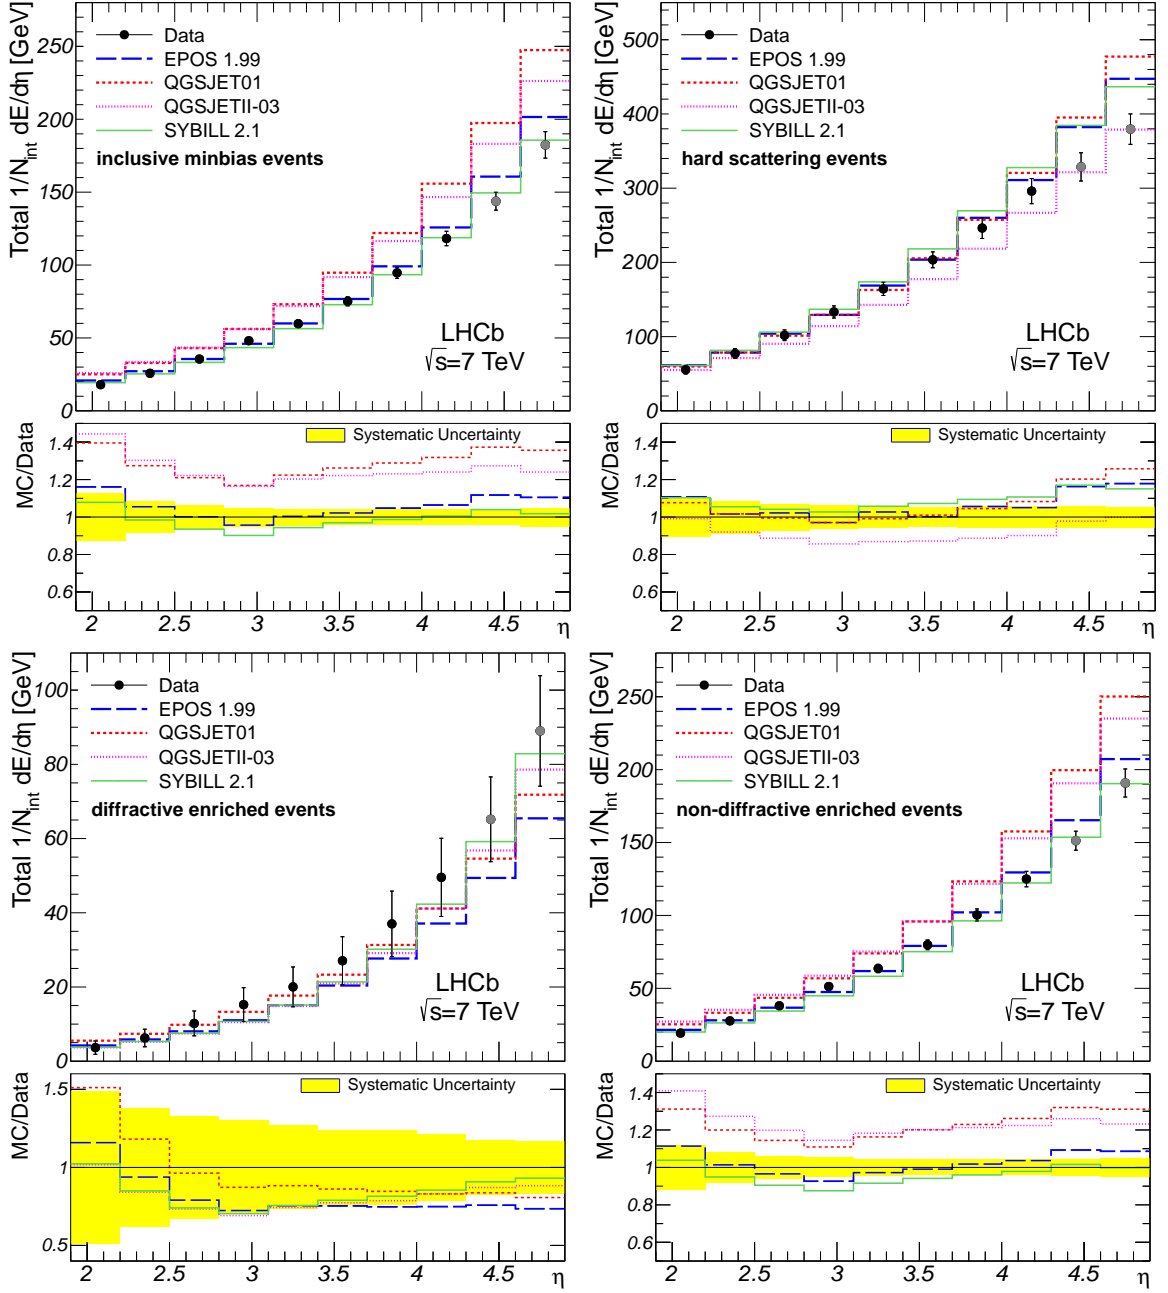 Total 1/N_int dE/dη [GeV]
250
200
150
100
50
0
Data
EPOS 1.99
QGSJET01
QGSJETII-03
SYBILL 2.1
inclusive minbias events
LHCb
√s=7 TeV
MC/Data
1.4
1.2
1
0.8
0.6
Systematic Uncertainty
2 2.5 3 3.5 4 4.5 η
Total 1/N_int dE/dη [GeV]
500
400
300
200
100
0
Data
EPOS 1.99
QGSJET01
QGSJETII-03
SYBILL 2.1
hard scattering events
LHCb
√s=7 TeV
MC/Data
1.4
1.2
1
0.8
0.6
Systematic Uncertainty
2 2.5 3 3.5 4 4.5 η
Total 1/N_int dE/dη [GeV]
100
80
60
40
20
0
Data
EPOS 1.99
QGSJET01
QGSJETII-03
SYBILL 2.1
diffractive enriched events
LHCb
√s=7 TeV
MC/Data
1.5
1
0.5
Systematic Uncertainty
2 2.5 3 3.5 4 4.5 η
Total 1/N_int dE/dη [GeV]
250
200
150
100
50
0
Data
EPOS 1.99
QGSJET01
QGSJETII-03
SYBILL 2.1
non-diffractive enriched events
LHCb
√s=7 TeV
MC/Data
1.4
1.2
1
0.8
0.6
Systematic Uncertainty
2 2.5 3 3.5 4 4.5 η